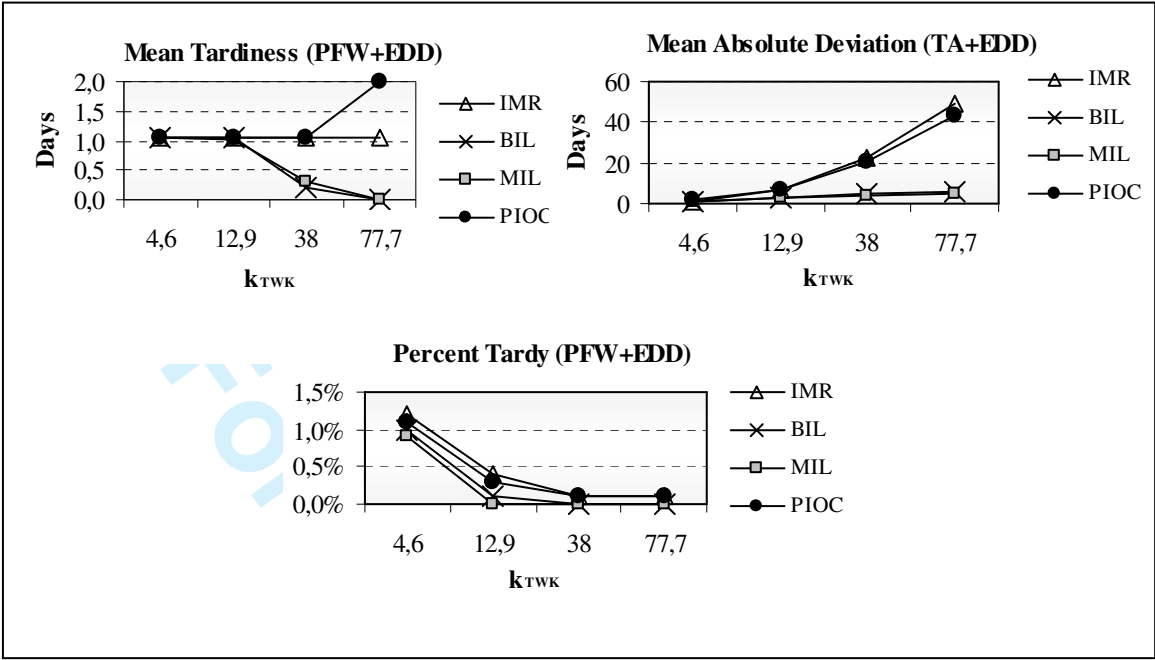 Mean Tardiness (PFW+EDD)
2,0
1,5
1,0
0,5
0,0
Days
4,6 12,9 38 77,7
kTWK
IMR
BIL
MIL
PIOC
Mean Absolute Deviation (TA+EDD)
60
40
20
0
Days
4,6 12,9 38 77,7
kTWK
IMR
BIL
MIL
PIOC
Percent Tardy (PFW+EDD)
1,5%
1,0%
0,5%
0,0%
4,6 12,9 38 77,7
kTWK
IMR
BIL
MIL
PIOC